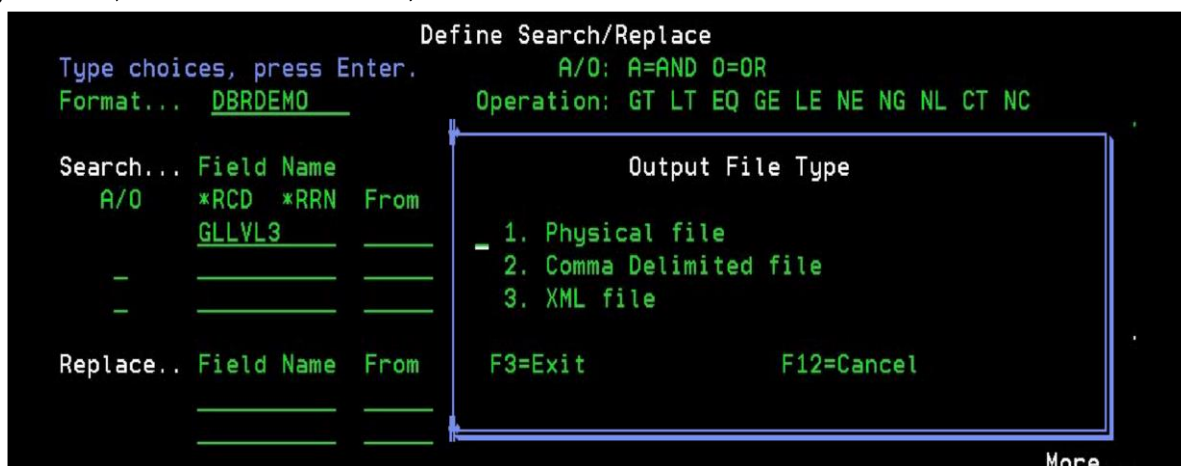 Define Search/Replace
Type choices, press Enter. A/O: A=AND O=OR
Format... DBRDEMO Operation: GT LT EQ GE LE NE NG NL CT NC
Search... Field Name
A/O *RCD *RRN From
GLLVL3
Output File Type
1. Physical file
2. Comma Delimited file
3. XML file
F3=Exit F12=Cancel
Replace.. Field Name From
More